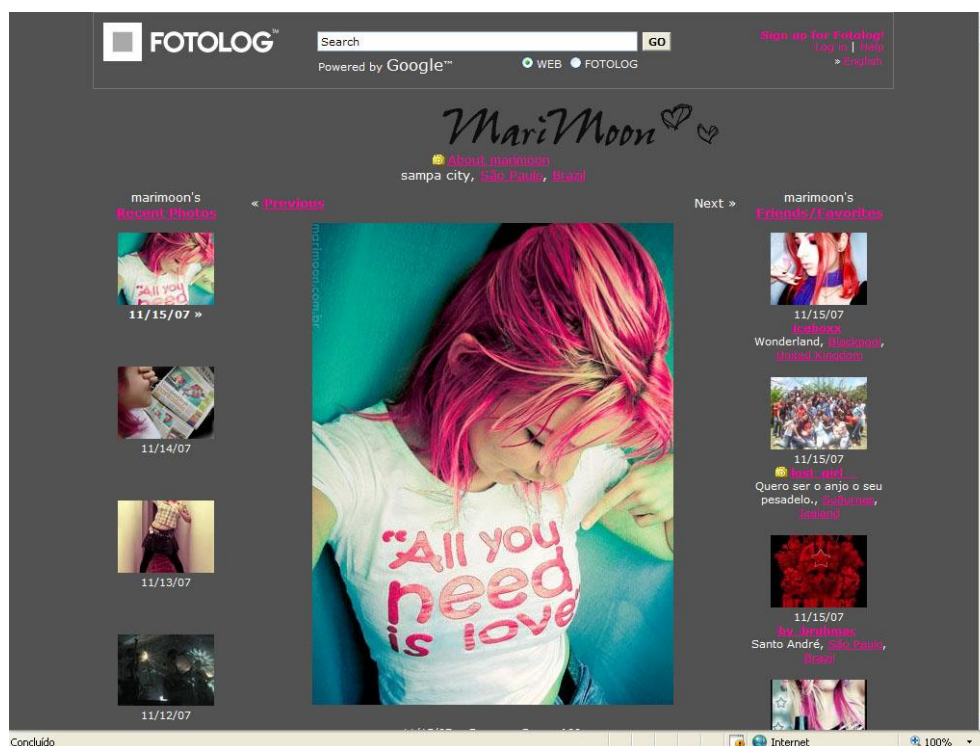 FOTOLOG™
Search
GO
Powered by Google™
WEB
FOTOLOG
Sign up for Fotolog!
Log in | Help
» English
MariMoon
About marimoon
sampa city, São Paulo, Brazil
marimoon's
Recent Photos
11/15/07 »
11/14/07
11/13/07
11/12/07
« Previous
Next »
marimoon.com.br
"All you
need
is love
marimoon's
Friends/Favorites
11/15/07
iceboxx
Wonderland, Blackpool,
United Kingdom
11/15/07
lost_girl__
Quero ser o anjo o seu
pesadelo., Iceland
11/15/07
Santo André, São Paulo,
Brazil
Concluído
Internet
100%